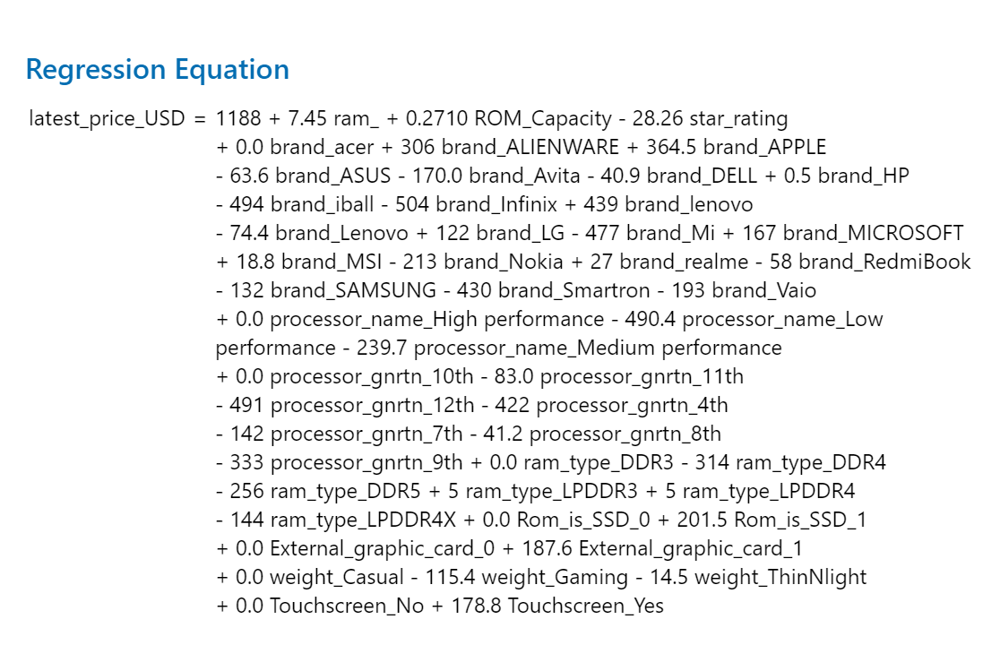 Regression Equation
latest_price_USD = 1188 + 7.45 ram_ + 0.2710 ROM_Capacity - 28.26 star_rating
+ 0.0 brand_acer + 306 brand_ALIENWARE + 364.5 brand_APPLE
- 63.6 brand_ASUS - 170.0 brand_Avita - 40.9 brand_DELL + 0.5 brand_HP
- 494 brand_iball - 504 brand_Infinix + 439 brand_lenovo
- 74.4 brand_Lenovo + 122 brand_LG - 477 brand_Mi + 167 brand_MICROSOFT
+ 18.8 brand_MSI - 213 brand_Nokia + 27 brand_realme - 58 brand_RedmiBook
- 132 brand_SAMSUNG - 430 brand_Smartron - 193 brand_Vaio
+ 0.0 processor_name_High performance - 490.4 processor_name_Low
performance - 239.7 processor_name_Medium performance
+ 0.0 processor_gnrtn_10th - 83.0 processor_gnrtn_11th
- 491 processor_gnrtn_12th - 422 processor_gnrtn_4th
- 142 processor_gnrtn_7th - 41.2 processor_gnrtn_8th
- 333 processor_gnrtn_9th + 0.0 ram_type_DDR3 - 314 ram_type_DDR4
- 256 ram_type_DDR5 + 5 ram_type_LPDDR3 + 5 ram_type_LPDDR4
- 144 ram_type_LPDDR4X + 0.0 Rom_is_SSD_0 + 201.5 Rom_is_SSD_1
+ 0.0 External_graphic_card_0 + 187.6 External_graphic_card_1
+ 0.0 weight_Casual - 115.4 weight_Gaming - 14.5 weight_ThinNlight
+ 0.0 Touchscreen_No + 178.8 Touchscreen_Yes